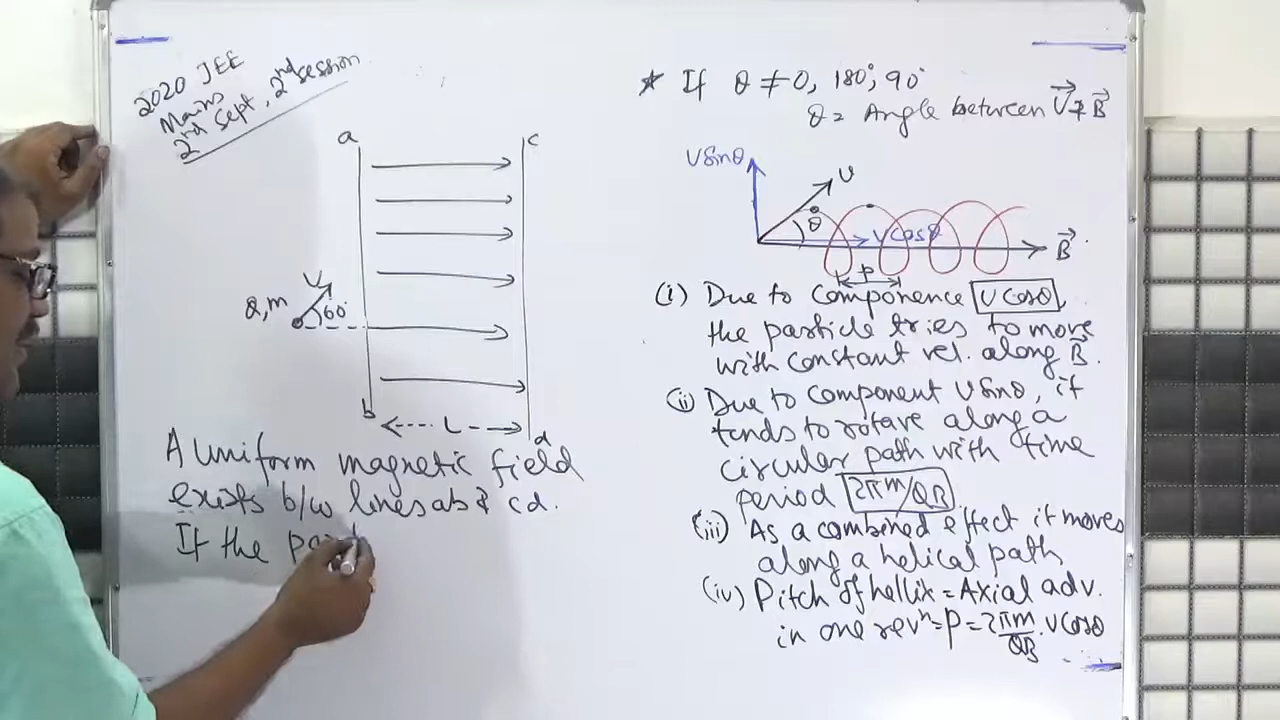 2020 JEE
Mains
2nd Sept, 2nd session
a
c
V
Q, m
60°
b
L
d
A uniform magnetic field
exists b/w lines ab & cd.
If the part
* If θ ≠ 0, 180°, 90°
θ = Angle between V & B
V Sinθ
V
θ
V Cosθ
B
P
(i) Due to componence V Cosθ,
the particle tries to move
with constant vel. along B.
(ii) Due to component V Sinθ, it
tends to rotave along a
circular path with time
period 2πm/QB
(iii) As a combined effect it moves
along a helical path
(iv) Pitch of hellix = Axial adv.
in one revⁿ = P = 2πm/QB . V Cosθ